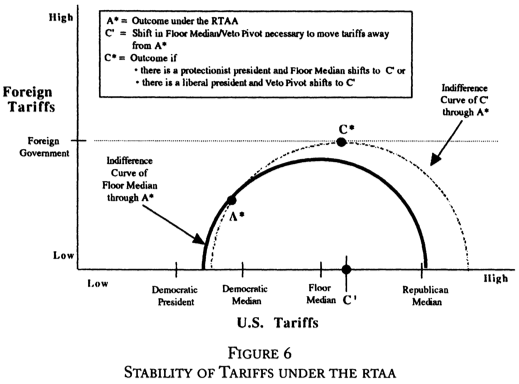 A* = Outcome under the RTAA
C' = Shift in Floor Median/Veto Pivot necessary to move tariffs away
from A*
C* = Outcome if
• there is a protectionist president and Floor Median shifts to C' or
• there is a liberal president and Veto Pivot shifts to C'
High
Foreign
Tariffs
Foreign
Government
Low
Indifference
Curve of
Floor Median
through A*
Indifference
Curve of C'
through A*
C*
A*
Low
Democratic
President
Democratic
Median
Floor
Median
C'
Republican
Median
High
U.S. Tariffs
FIGURE 6
STABILITY OF TARIFFS UNDER THE RTAA